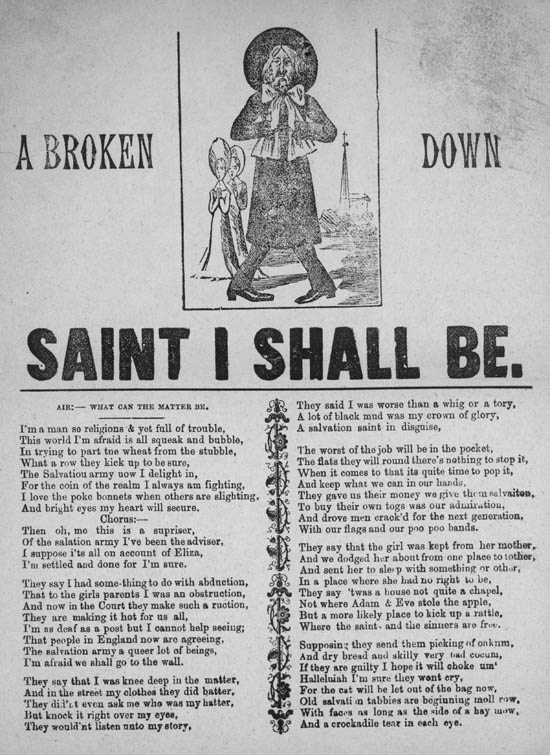 A BROKEN DOWN
SAINT I SHALL BE.
AIR:— WHAT CAN THE MATTER BE.
I'm a man so religions & yet full of trouble,
This world I'm afraid is all squeak and bubble,
In trying to part tne wheat from the stubble,
What a row they kick up to be sure,
The Salvation army now I delight in,
For the coin of the realm I always am fighting,
I love the poke bonnets when others are slighting,
And bright eyes my heart will secure.
Chorus:—
Then oh, me this is a supriser,
Of the salation army I've been the adviser,
I suppose i'ts all on account of Eliza,
I'm settled and done for I'm sure.
They say I had some-thing to do with abduction,
That to the girls parents I was an obstruction,
And now in the Court they make such a ruction,
They are making it hot for us all,
I'm as deaf as a post but I cannot help seeing;
That people in England now are agreeing,
The salvation army a queer lot of beings,
I'm afraid we shall go to the wall.
They say that I was knee deep in the matter,
And in the street my clothes they did batter,
They did'nt even ask me who was my hatter,
But knock it right over my eyes,
They would'nt listen unto my story,
They said I was worse than a whig or a tory,
A lot of black mud was my crown of glory,
A salvation saint in disguise,
The worst of the job will be in the pocket,
The flats they will round there's nothing to stop it,
When it comes to that its quite time to pop it,
And keep what we can in our hands.
They gave us their money we give them salvaiton,
To buy their own togs was our admiration,
And drove men crack'd for the next generation,
With our flags and our poo poo bands.
They say that the girl was kept from her mother,
And we dodged her about from one place to tother,
And sent her to sleep with something or other,
In a place where she had no right to be,
They say 'twas a house not quite a chapel,
Not where Adam & Eve stole the apple,
But a more likely place to kick up a rattle,
Where the saints and the sinners are free.
Supposing they send them picking of oakum,
And dry bread and skilly very bad cocum,
If they are guilty I hope it will choke um'
Halleluiah I'm sure they wont cry,
For the cat will be let out of the bag now,
Old salvation tabbies are beginning moll row,
With faces as long as the side of a hay mow,
And a crockadile tear in each eye.